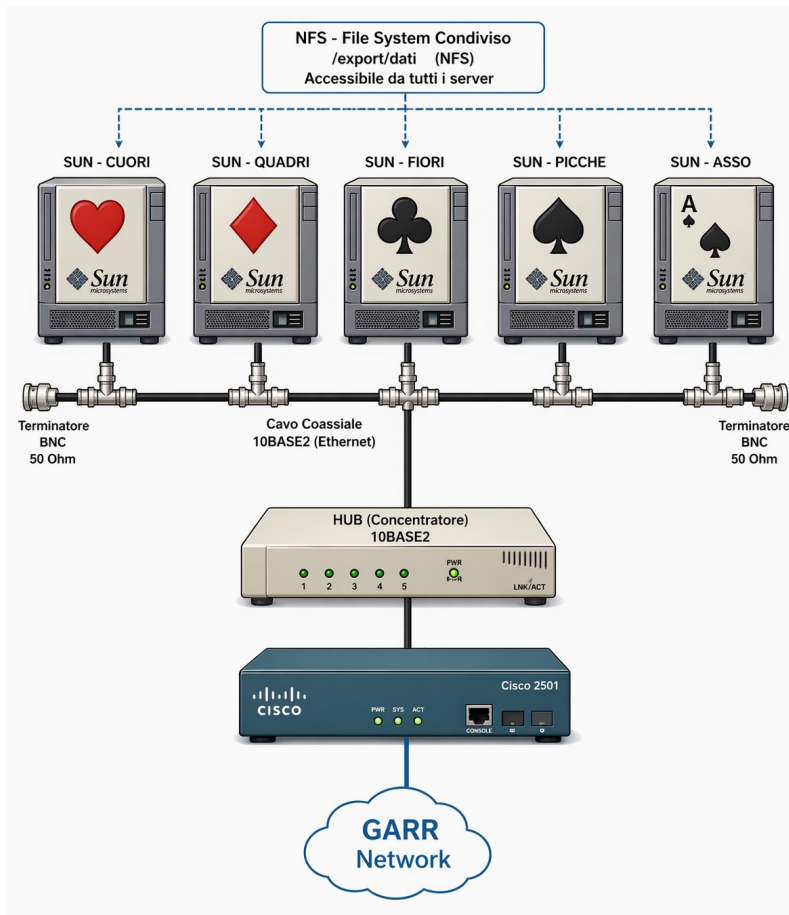 NFS - File System Condiviso
/export/dati (NFS)
Accessibile da tutti i server
SUN - CUORI
SUN - QUADRI
SUN - FIORI
SUN - PICCHE
SUN - ASSO
A
Sun
microsystems
Sun
microsystems
Sun
microsystems
Sun
microsystems
Sun
microsystems
Terminatore
BNC
50 Ohm
Cavo Coassiale
10BASE2 (Ethernet)
Terminatore
BNC
50 Ohm
HUB (Concentratore)
10BASE2
PWR
1 2 3 4 5
LNK/ACT
Cisco 2501
CISCO
PWR SYS ACT
CONSOLE
GARR
Network